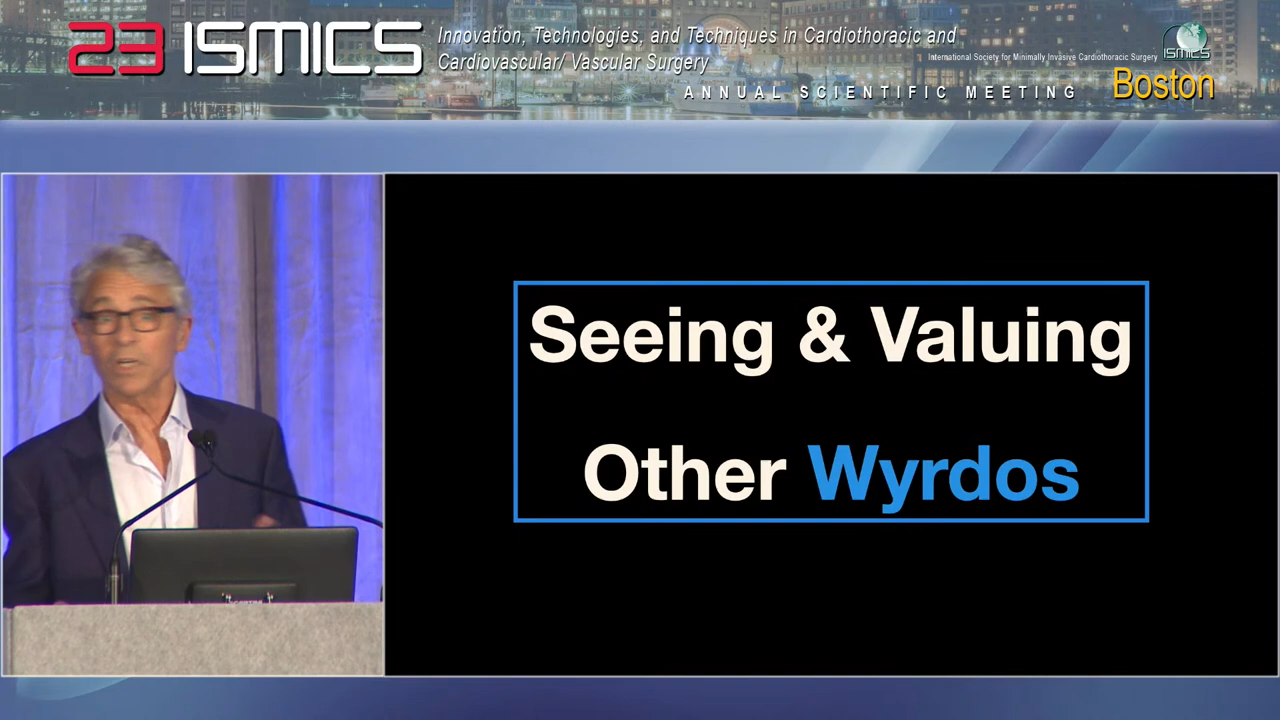 23 ISMICS
Innovation, Technologies, and Techniques in Cardiothoracic and
Cardiovascular/ Vascular Surgery
International Society for Minimally Invasive Cardiothoracic Surgery
ISMICS
ANNUAL SCIENTIFIC MEETING
Boston
Seeing & Valuing
Other Wyrdos